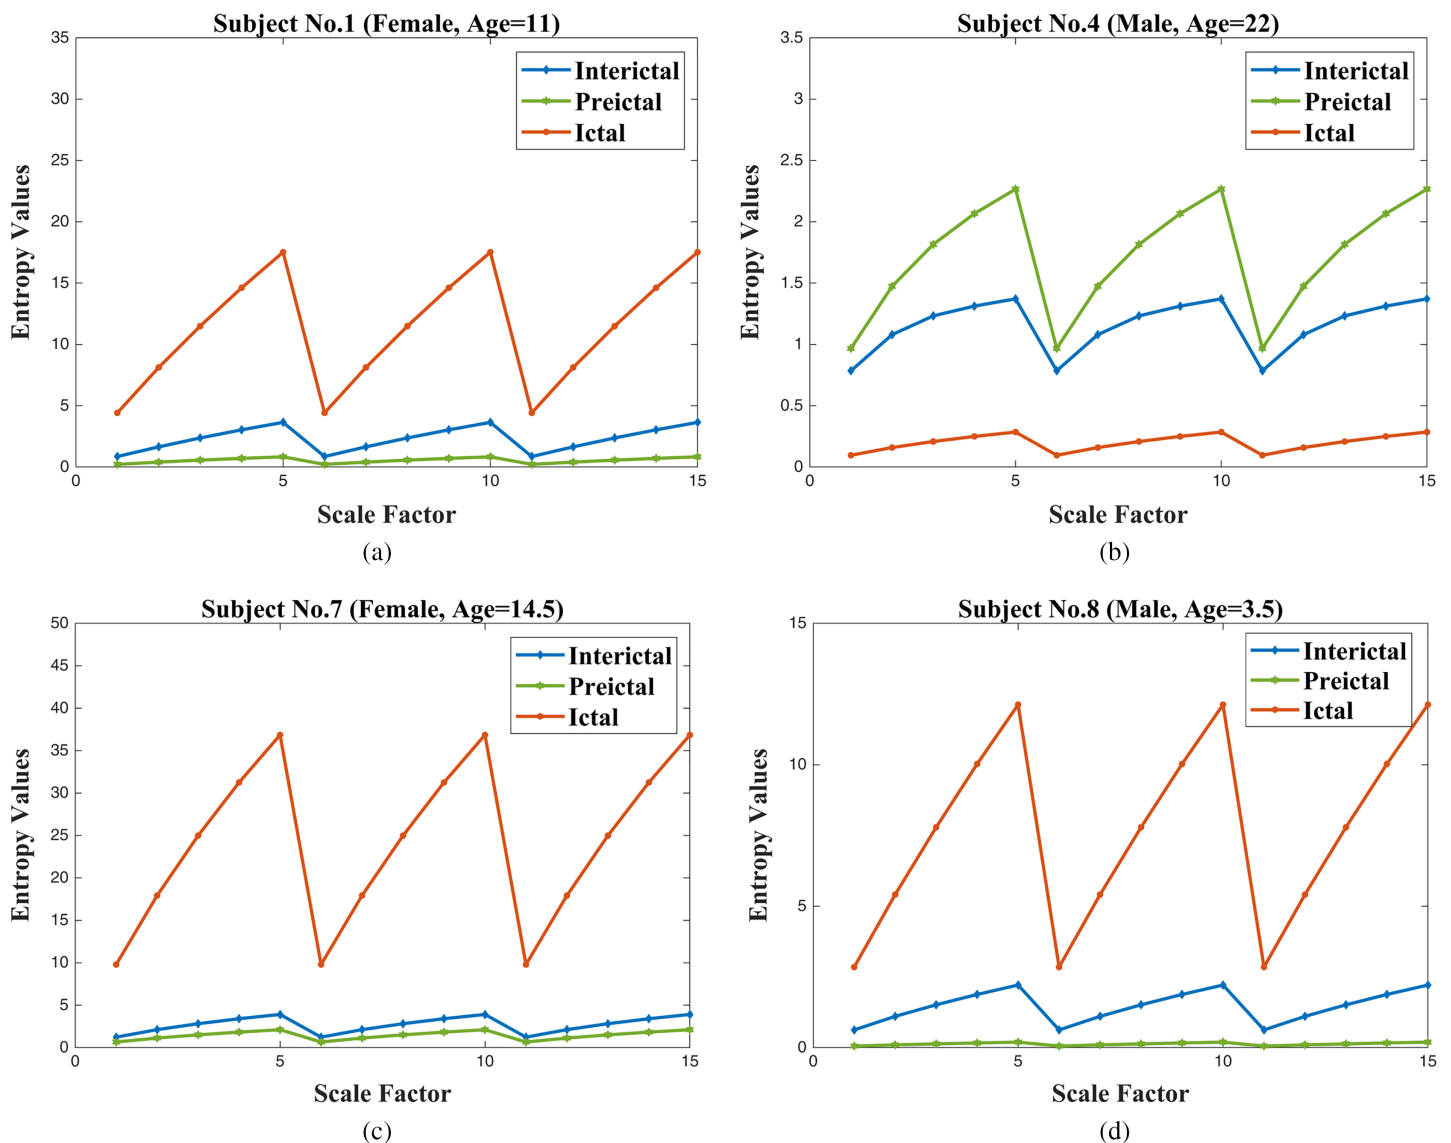 Subject No.1 (Female, Age=11)
35
30
25
20
15
10
5
0
Entropy Values
Interictal
Preictal
Ictal
0 5 10 15
Scale Factor
(a)
Subject No.4 (Male, Age=22)
3.5
3
2.5
2
1.5
1
0.5
0
Entropy Values
Interictal
Preictal
Ictal
0 5 10 15
Scale Factor
(b)
Subject No.7 (Female, Age=14.5)
50
45
40
35
30
25
20
15
10
5
0
Entropy Values
Interictal
Preictal
Ictal
0 5 10 15
Scale Factor
(c)
Subject No.8 (Male, Age=3.5)
15
10
5
0
Entropy Values
Interictal
Preictal
Ictal
0 5 10 15
Scale Factor
(d)